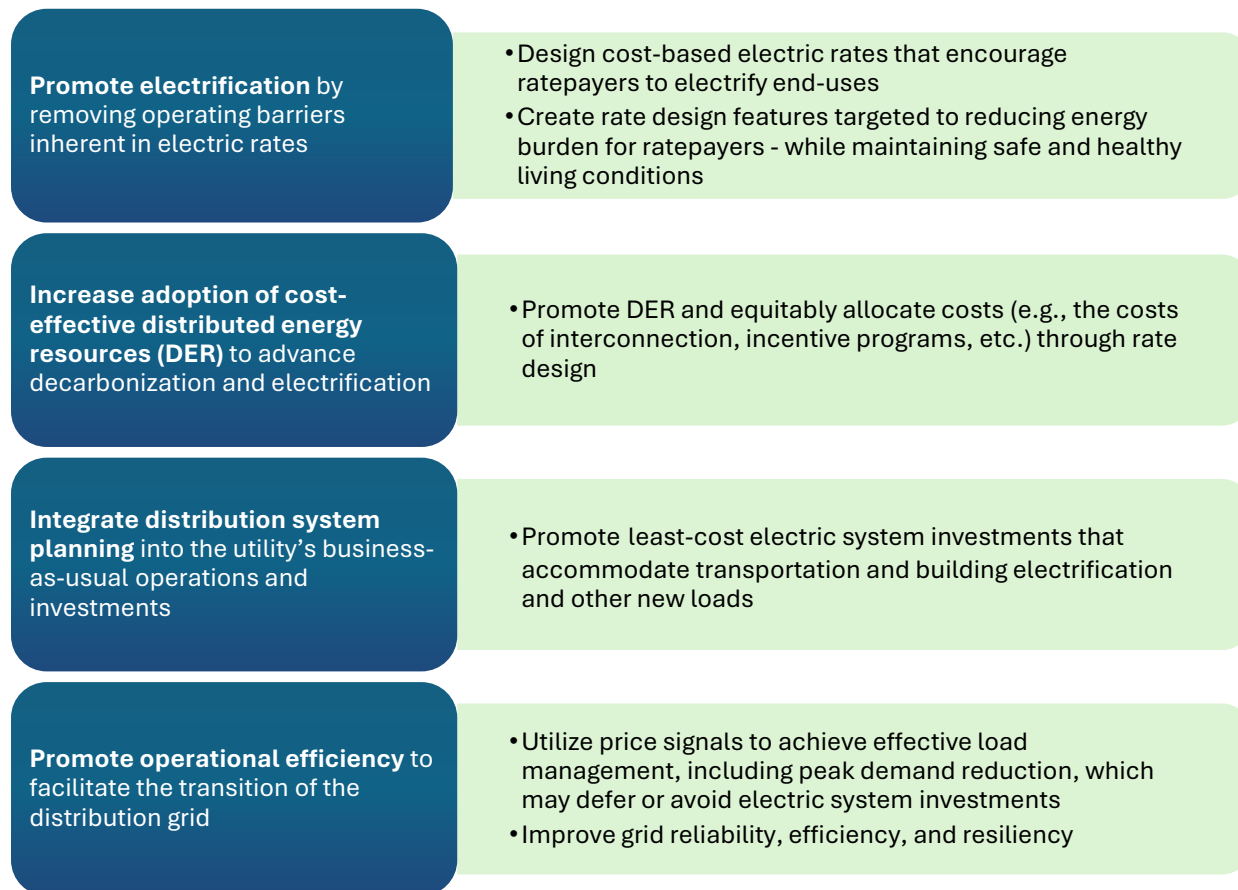 Promote electrification by
removing operating barriers
inherent in electric rates
•Design cost-based electric rates that encourage
ratepayers to electrify end-uses
•Create rate design features targeted to reducing energy
burden for ratepayers - while maintaining safe and healthy
living conditions
Increase adoption of cost-
effective distributed energy
resources (DER) to advance
decarbonization and electrification
•Promote DER and equitably allocate costs (e.g., the costs
of interconnection, incentive programs, etc.) through rate
design
Integrate distribution system
planning into the utility’s business-
as-usual operations and
investments
•Promote least-cost electric system investments that
accommodate transportation and building electrification
and other new loads
Promote operational efficiency to
facilitate the transition of the
distribution grid
•Utilize price signals to achieve effective load
management, including peak demand reduction, which
may defer or avoid electric system investments
•Improve grid reliability, efficiency, and resiliency